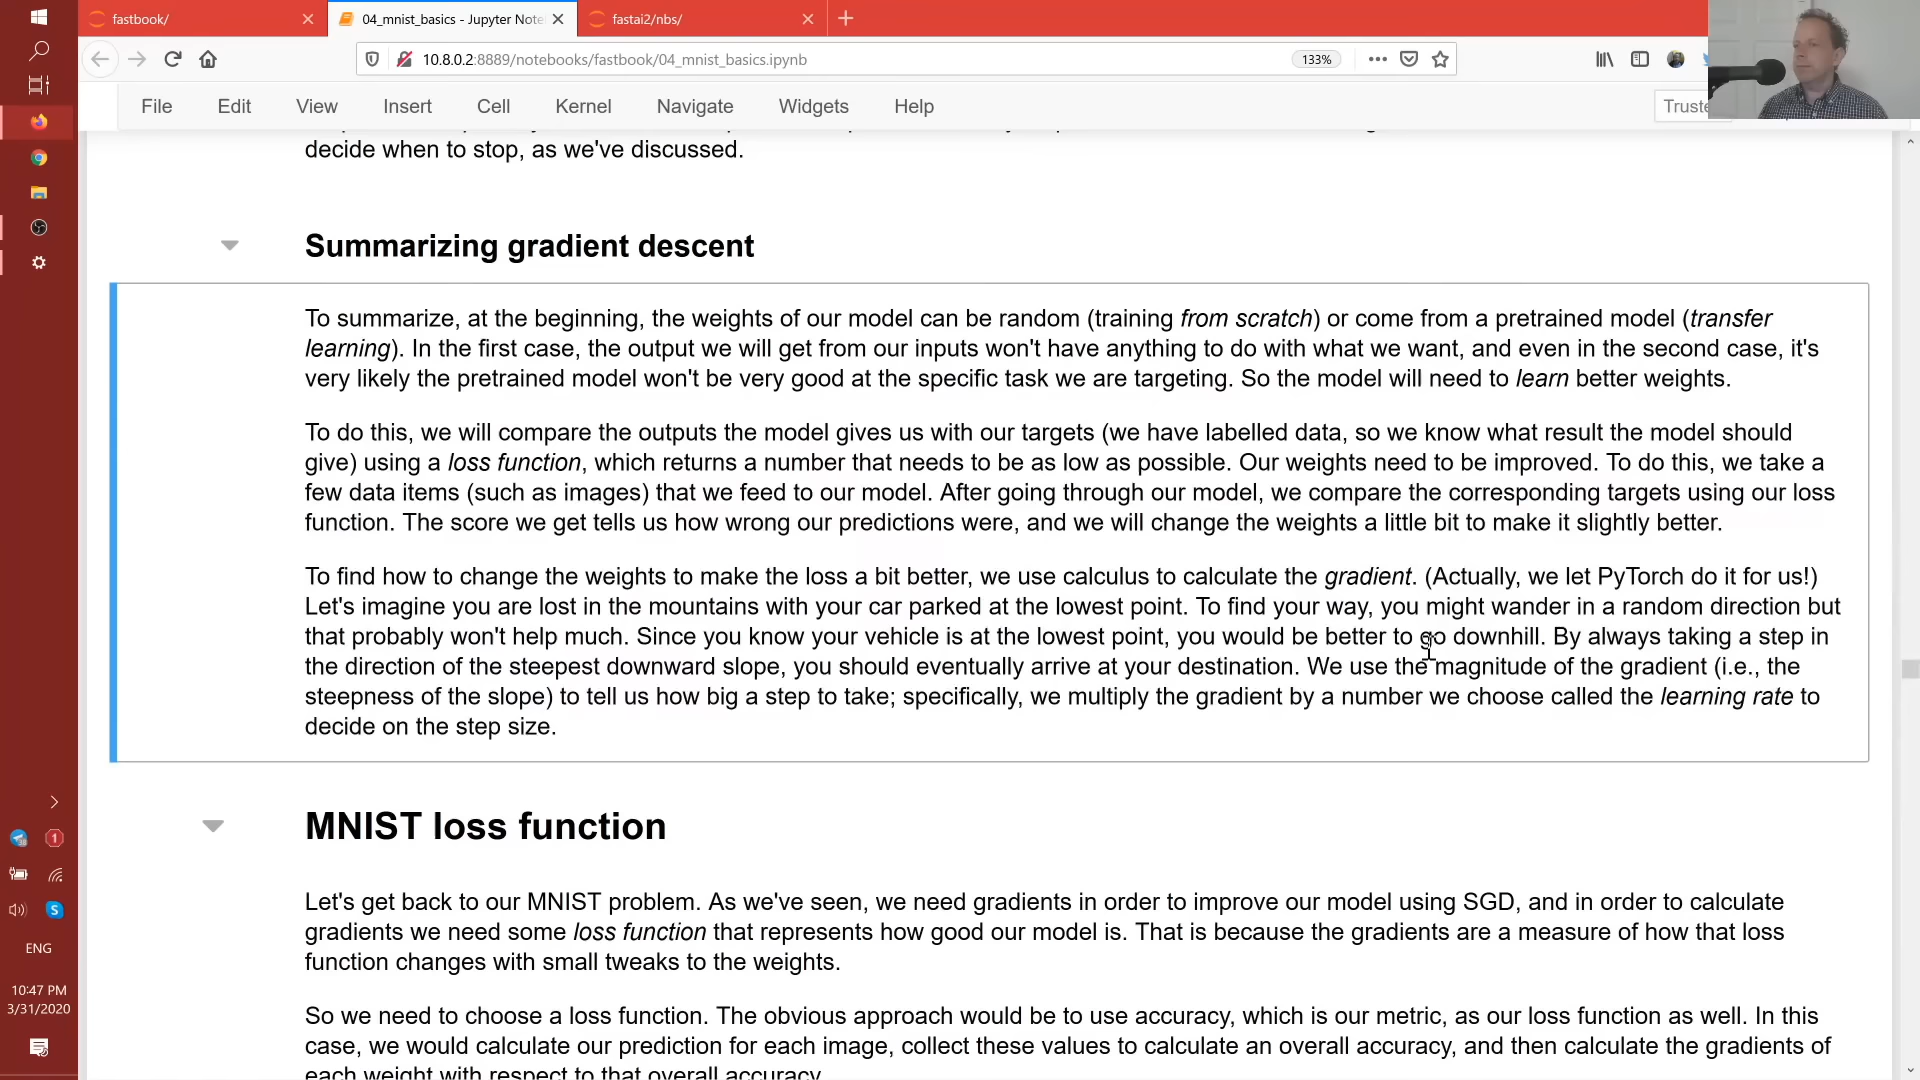 fastbook/
04_mnist_basics - Jupyter Note
fastai2/nbs/
10.8.0.2:8889/notebooks/fastbook/04_mnist_basics.ipynb
133%
File Edit View Insert Cell Kernel Navigate Widgets Help
Truste
decide when to stop, as we've discussed.
Summarizing gradient descent
To summarize, at the beginning, the weights of our model can be random (training from scratch) or come from a pretrained model (transfer
learning). In the first case, the output we will get from our inputs won't have anything to do with what we want, and even in the second case, it's
very likely the pretrained model won't be very good at the specific task we are targeting. So the model will need to learn better weights.
To do this, we will compare the outputs the model gives us with our targets (we have labelled data, so we know what result the model should
give) using a loss function, which returns a number that needs to be as low as possible. Our weights need to be improved. To do this, we take a
few data items (such as images) that we feed to our model. After going through our model, we compare the corresponding targets using our loss
function. The score we get tells us how wrong our predictions were, and we will change the weights a little bit to make it slightly better.
To find how to change the weights to make the loss a bit better, we use calculus to calculate the gradient. (Actually, we let PyTorch do it for us!)
Let's imagine you are lost in the mountains with your car parked at the lowest point. To find your way, you might wander in a random direction but
that probably won't help much. Since you know your vehicle is at the lowest point, you would be better to go downhill. By always taking a step in
the direction of the steepest downward slope, you should eventually arrive at your destination. We use the magnitude of the gradient (i.e., the
steepness of the slope) to tell us how big a step to take; specifically, we multiply the gradient by a number we choose called the learning rate to
decide on the step size.
MNIST loss function
Let's get back to our MNIST problem. As we've seen, we need gradients in order to improve our model using SGD, and in order to calculate
gradients we need some loss function that represents how good our model is. That is because the gradients are a measure of how that loss
function changes with small tweaks to the weights.
So we need to choose a loss function. The obvious approach would be to use accuracy, which is our metric, as our loss function as well. In this
case, we would calculate our prediction for each image, collect these values to calculate an overall accuracy, and then calculate the gradients of
each weight with respect to that overall accuracy.
1
ENG
10:47 PM
3/31/2020